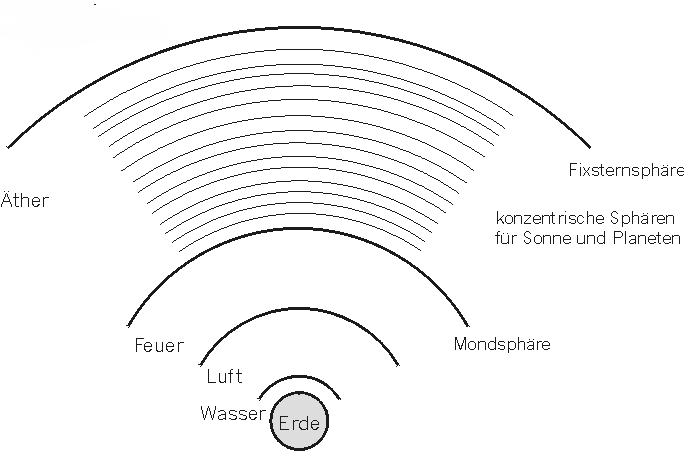 Fixsternsphäre
Äther
konzentrische Sphären
für Sonne und Planeten
Feuer
Mondsphäre
Luft
Wasser
Erde